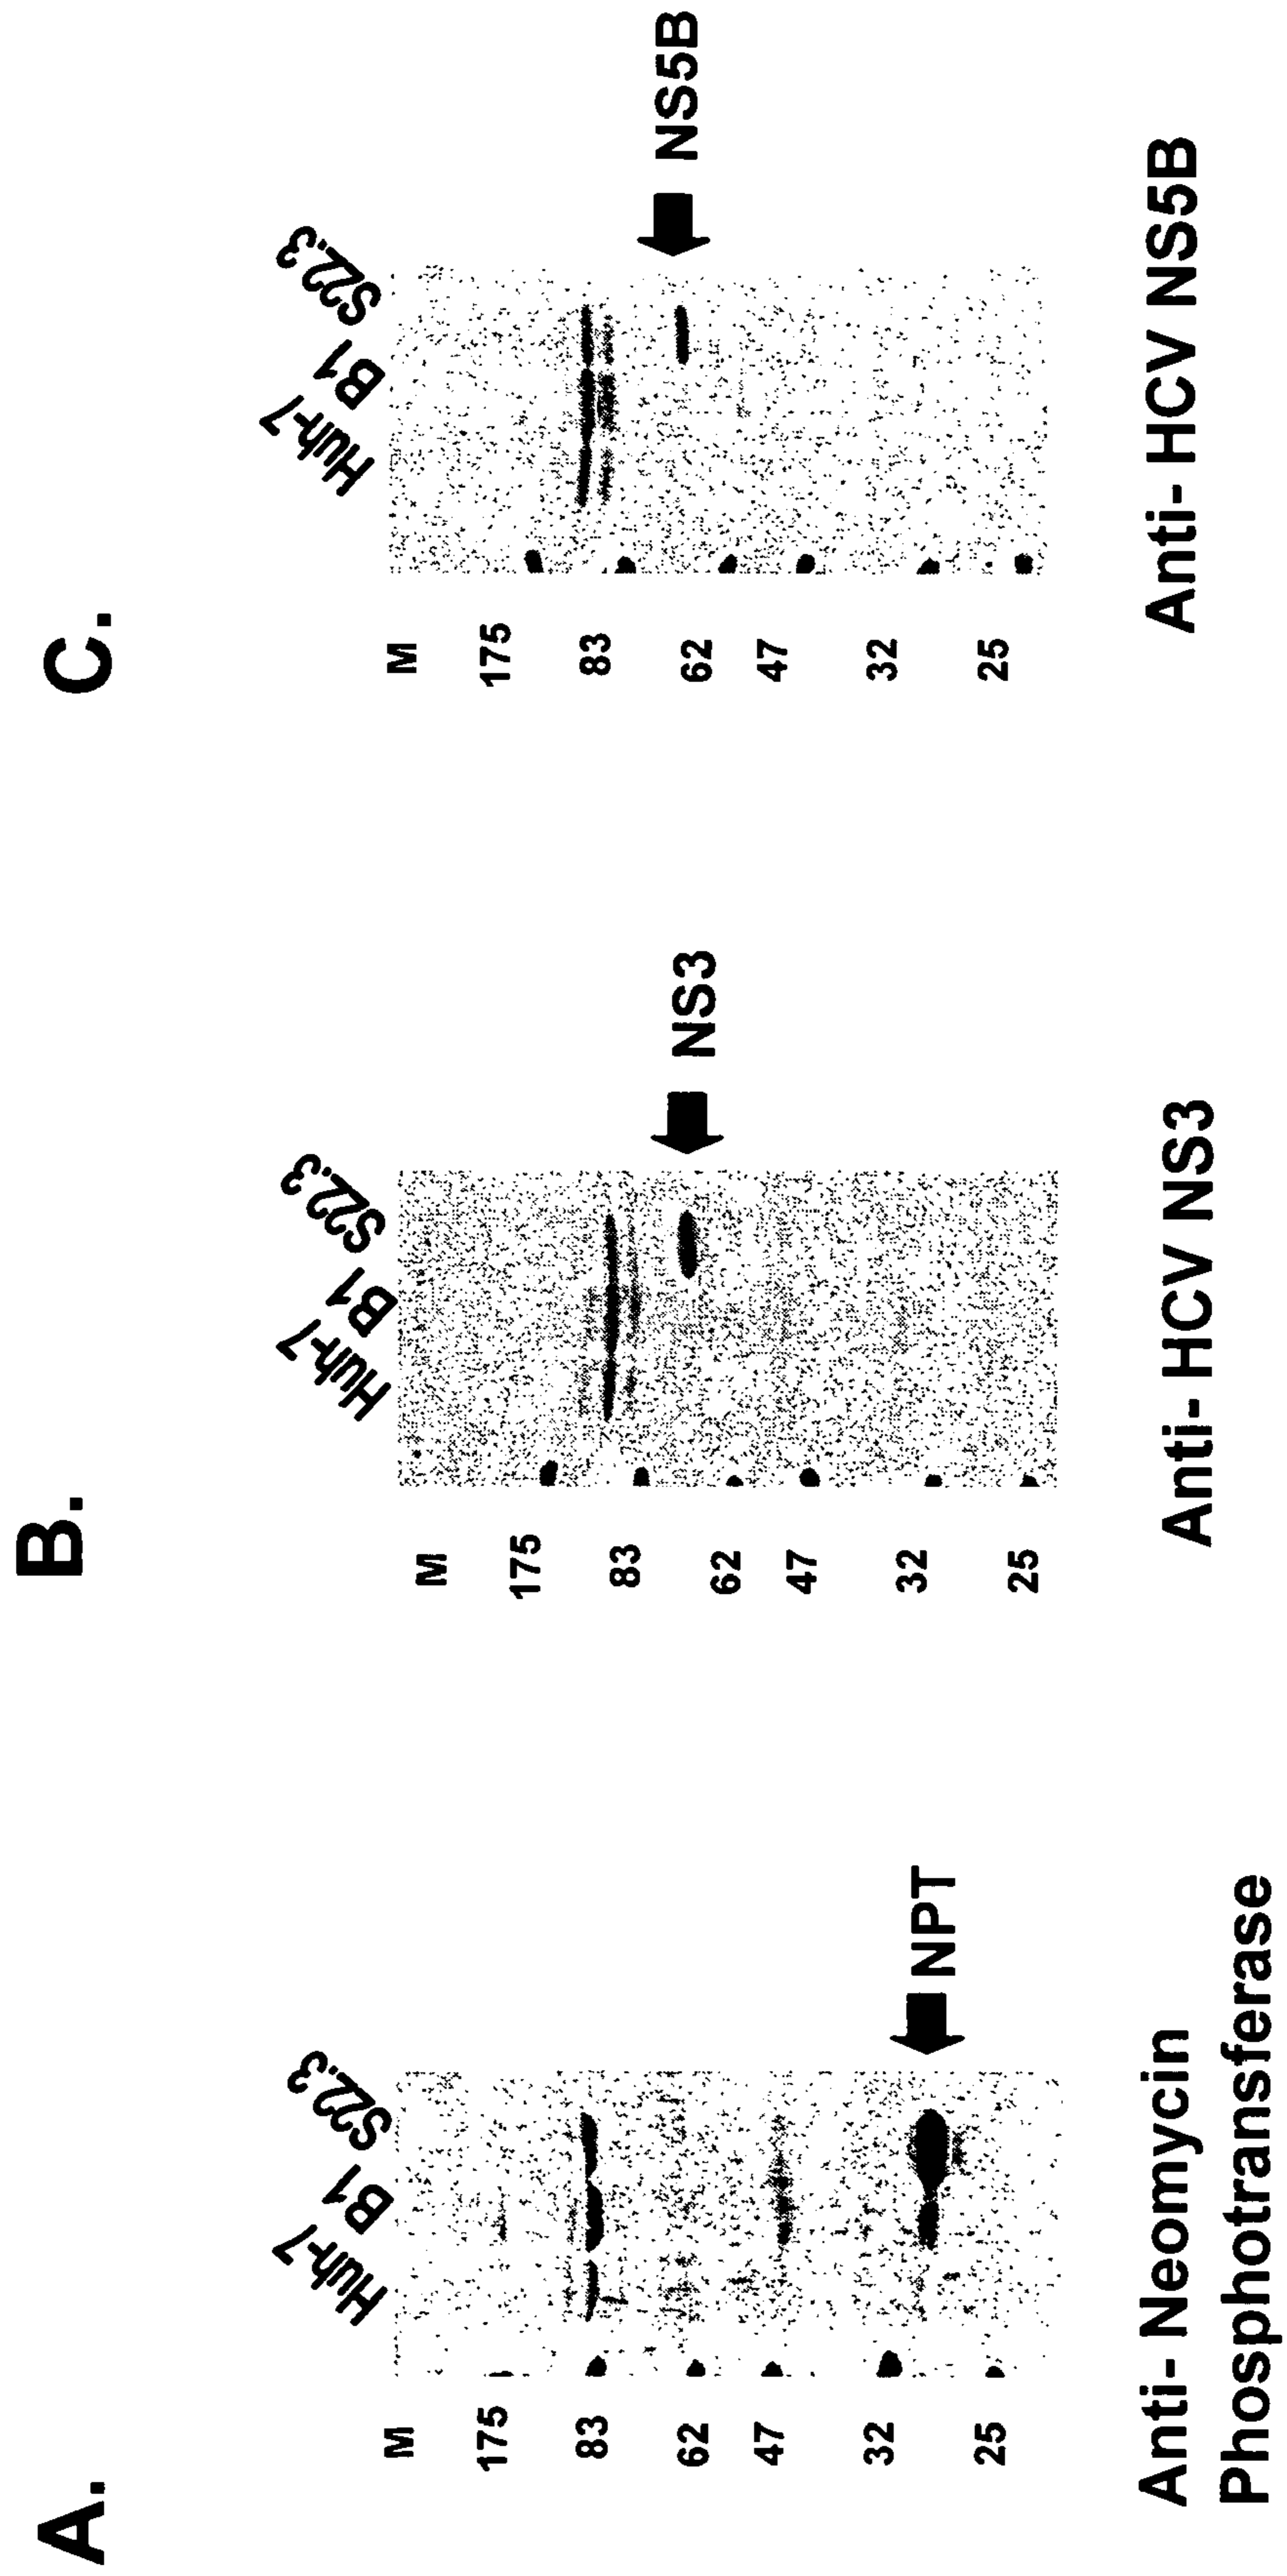 A.
Huh-7 B1 S22.3
M
175
83
62
47
32
25
NPT
Anti- Neomycin
Phosphotransferase
B.
Huh-7 B1 S22.3
M
175
83
62
47
32
25
NS3
Anti- HCV NS3
C.
Huh-7 B1 S22.3
M
175
83
62
47
32
25
NS5B
Anti- HCV NS5B